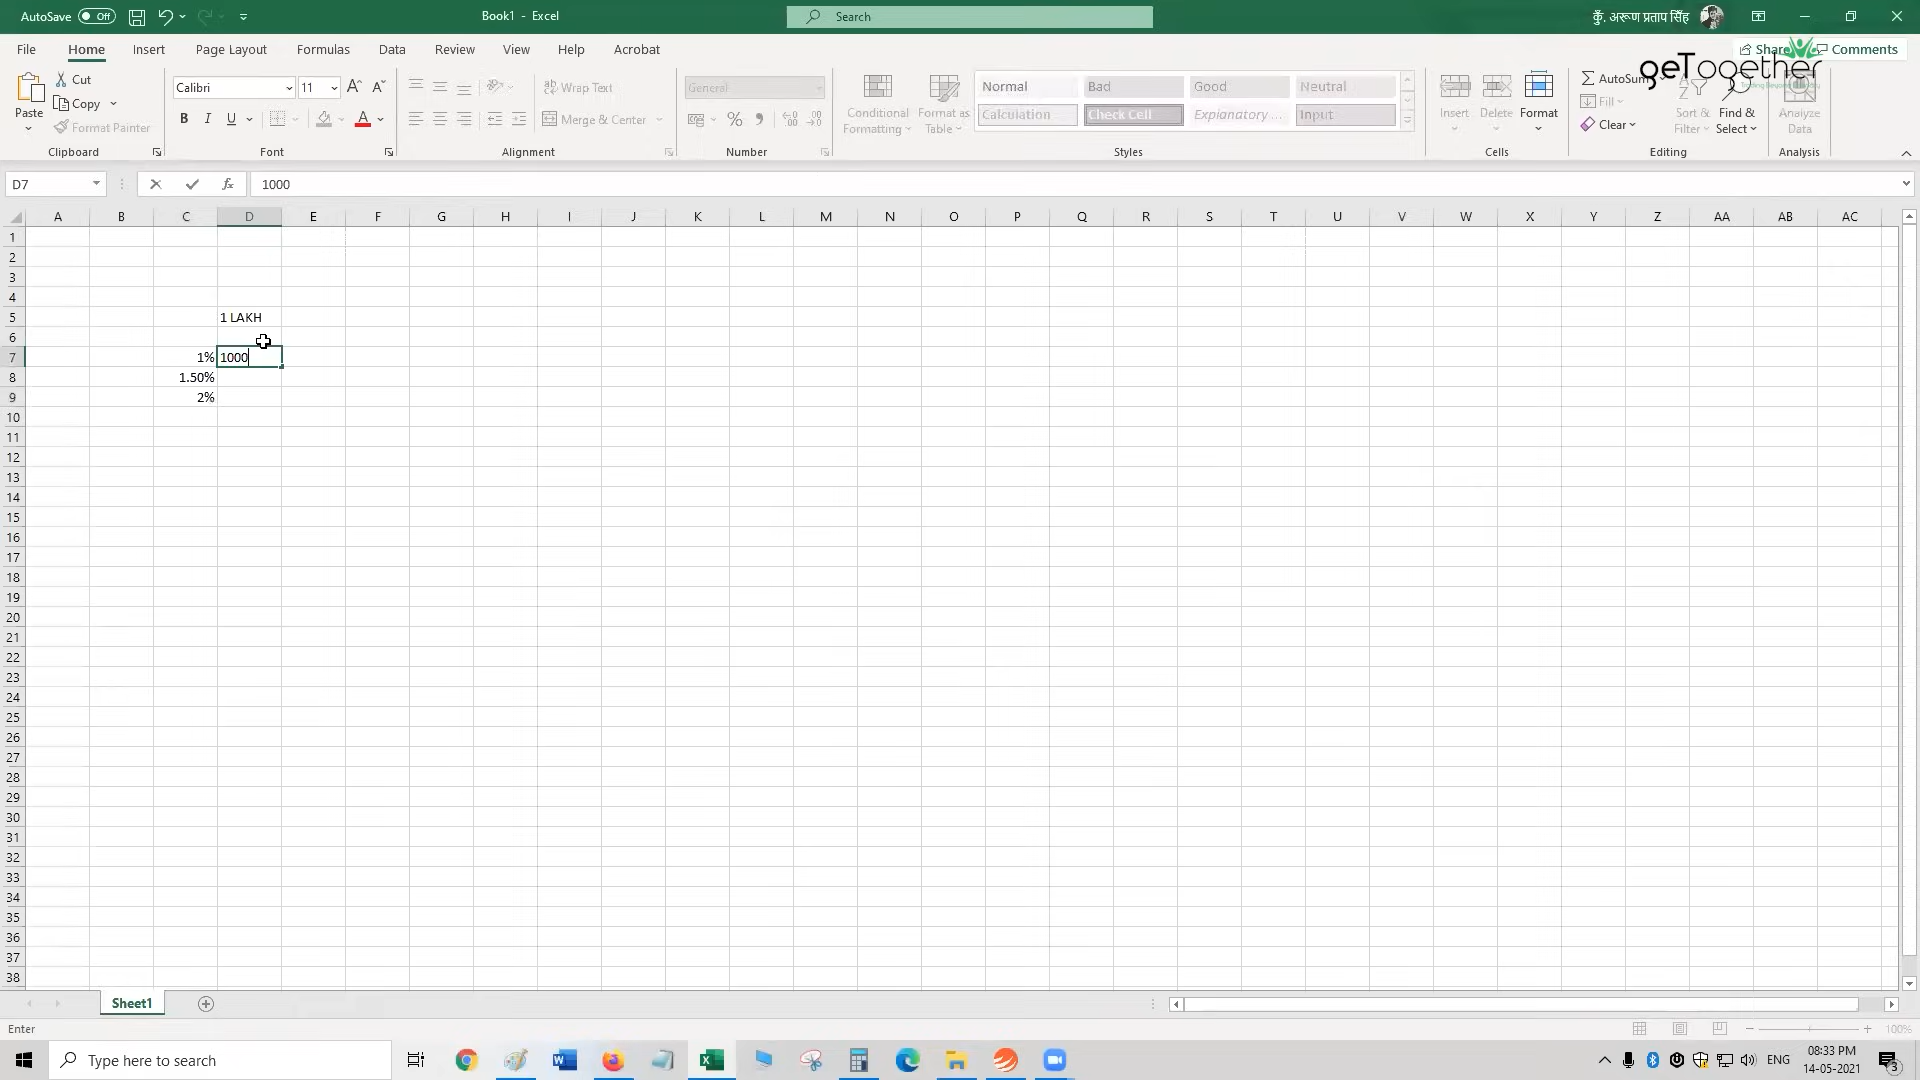 AutoSave Off Book1 - Excel Search कुँ. अरूण प्रताप सिँह
File Home Insert Page Layout Formulas Data Review View Help Acrobat Share Comments
geTogether
Paste Cut Copy Format Painter
Calibri 11
B I U A
Wrap Text
Merge & Center
General
%
Conditional Formatting
Format as Table
Normal Bad Good Neutral
Calculation Check Cell Explanatory ... Input
Insert Delete Format
AutoSum
Fill
Clear
Sort & Filter
Find & Select
Analyze Data
Clipboard Font Alignment Number Styles Cells Editing Analysis
D7 fx 1000
A B C D E F G H I J K L M N O P Q R S T U V W X Y Z AA AB AC
1
2
3
4
5 1 LAKH
6
7 1% 1000
8 1.50%
9 2%
10
11
12
13
14
15
16
17
18
19
20
21
22
23
24
25
26
27
28
29
30
31
32
33
34
35
36
37
38
Sheet1
Enter 100%
Type here to search ENG 08:33 PM
14-05-2021 3